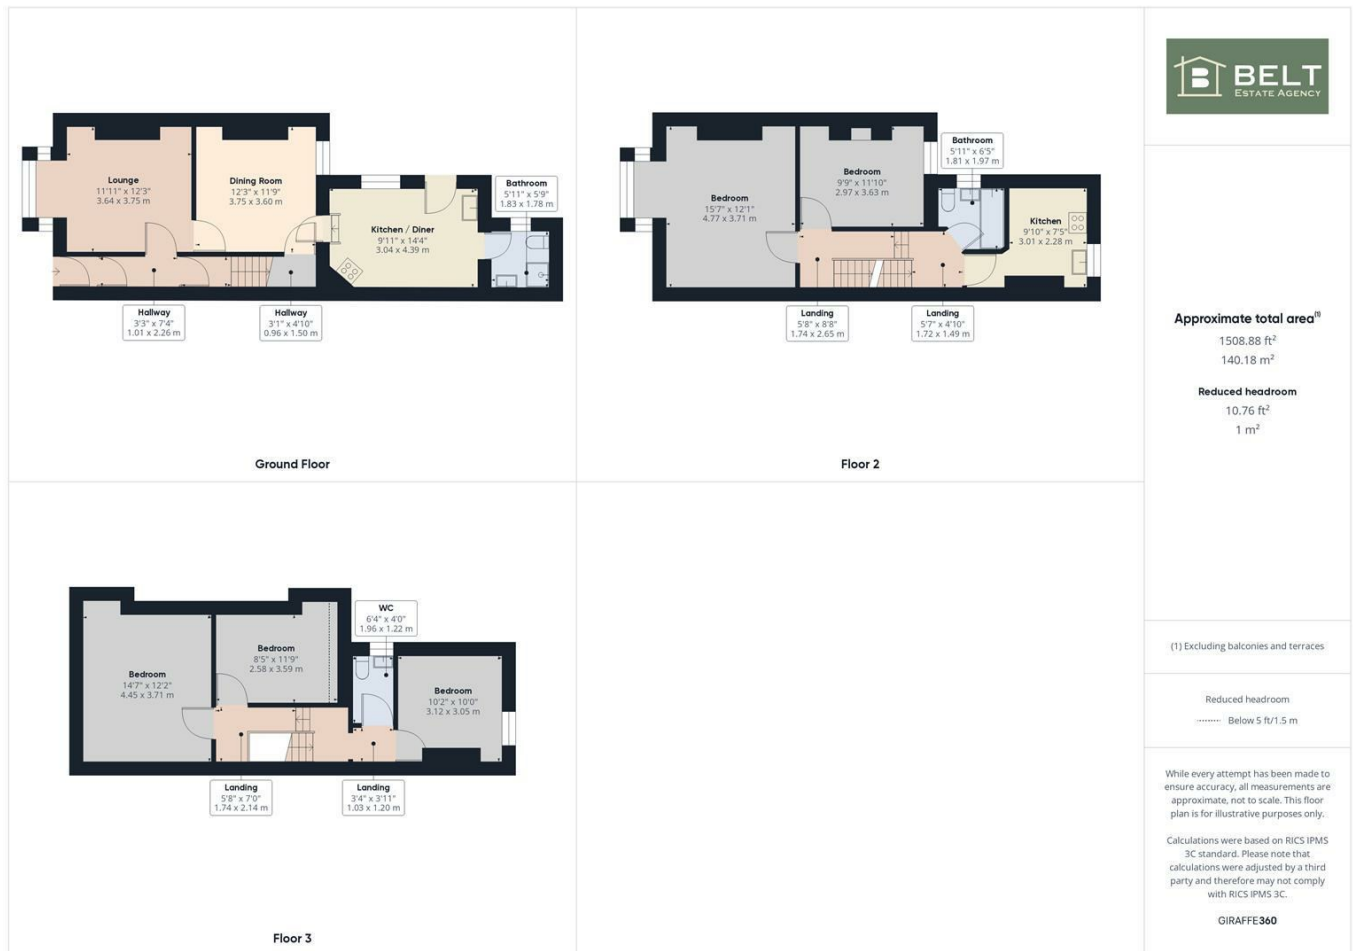 Lounge
11'11" x 12'3"
3.64 x 3.75 m
Dining Room
12'3" x 11'9"
3.75 x 3.60 m
Kitchen / Diner
9'11" x 14'4"
3.04 x 4.39 m
Bathroom
5'11" x 5'9"
1.83 x 1.78 m
Hallway
3'3" x 7'4"
1.01 x 2.26 m
Hallway
3'1" x 4'10"
0.96 x 1.50 m
Ground Floor
Bedroom
15'7" x 12'1"
4.77 x 3.71 m
Bedroom
9'9" x 11'10"
2.97 x 3.63 m
Bathroom
5'11" x 6'5"
1.81 x 1.97 m
Kitchen
9'10" x 7'5"
3.01 x 2.28 m
Landing
5'8" x 8'8"
1.74 x 2.65 m
Landing
5'7" x 4'10"
1.72 x 1.49 m
Floor 2
Bedroom
14'7" x 12'2"
4.45 x 3.71 m
Bedroom
8'5" x 11'9"
2.58 x 3.59 m
WC
6'4" x 4'0"
1.96 x 1.22 m
Bedroom
10'2" x 10'0"
3.12 x 3.05 m
Landing
5'8" x 7'0"
1.74 x 2.14 m
Landing
3'4" x 3'11"
1.03 x 1.20 m
Floor 3
B BELT
ESTATE AGENCY
Approximate total area(1)
1508.88 ft²
140.18 m²
Reduced headroom
10.76 ft²
1 m²
(1) Excluding balconies and terraces
Reduced headroom
Below 5 ft/1.5 m
While every attempt has been made to
ensure accuracy, all measurements are
approximate, not to scale. This floor
plan is for illustrative purposes only.
Calculations were based on RICS IPMS
3C standard. Please note that
calculations were adjusted by a third
party and therefore may not comply
with RICS IPMS 3C.
GIRAFFE360